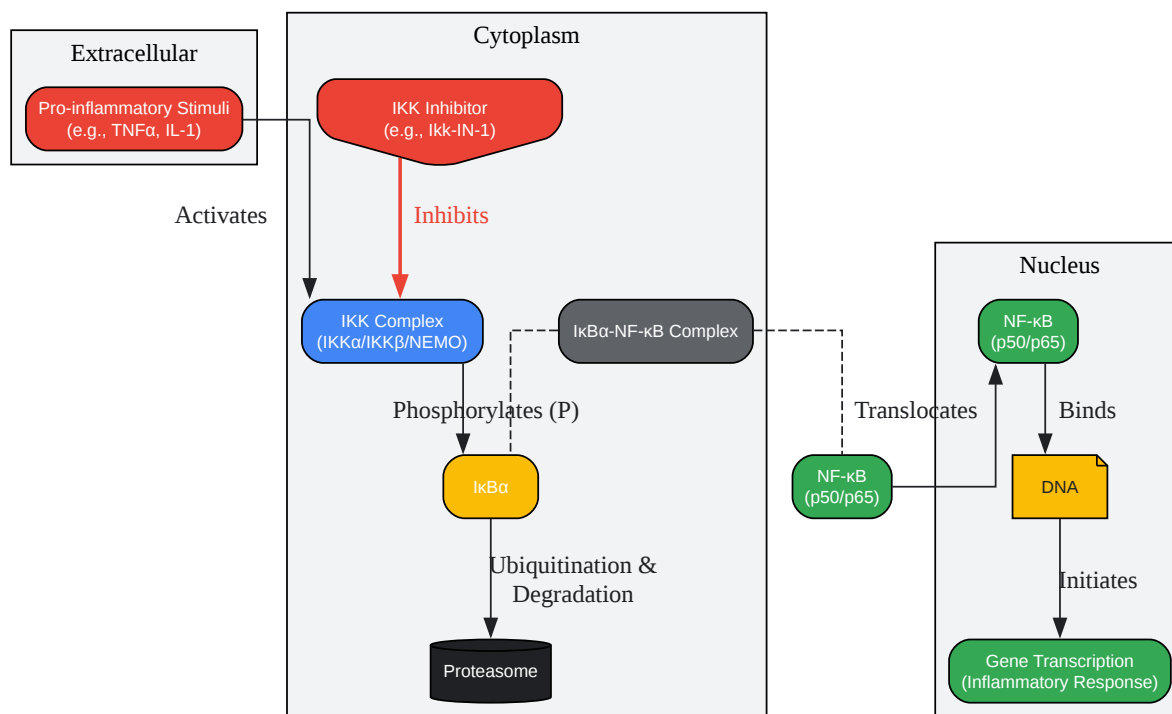 Extracellular
Pro-inflammatory Stimuli
(e.g., TNFα, IL-1)
Activates
Cytoplasm
IKK Inhibitor
(e.g., Ikk-IN-1)
Inhibits
IKK Complex
(IKKα/IKKβ/NEMO)
IκBα-NF-κB Complex
Phosphorylates (P)
IκBα
Ubiquitination &
Degradation
Proteasome
Translocates
NF-κB
(p50/p65)
Nucleus
NF-κB
(p50/p65)
Binds
DNA
Initiates
Gene Transcription
(Inflammatory Response)